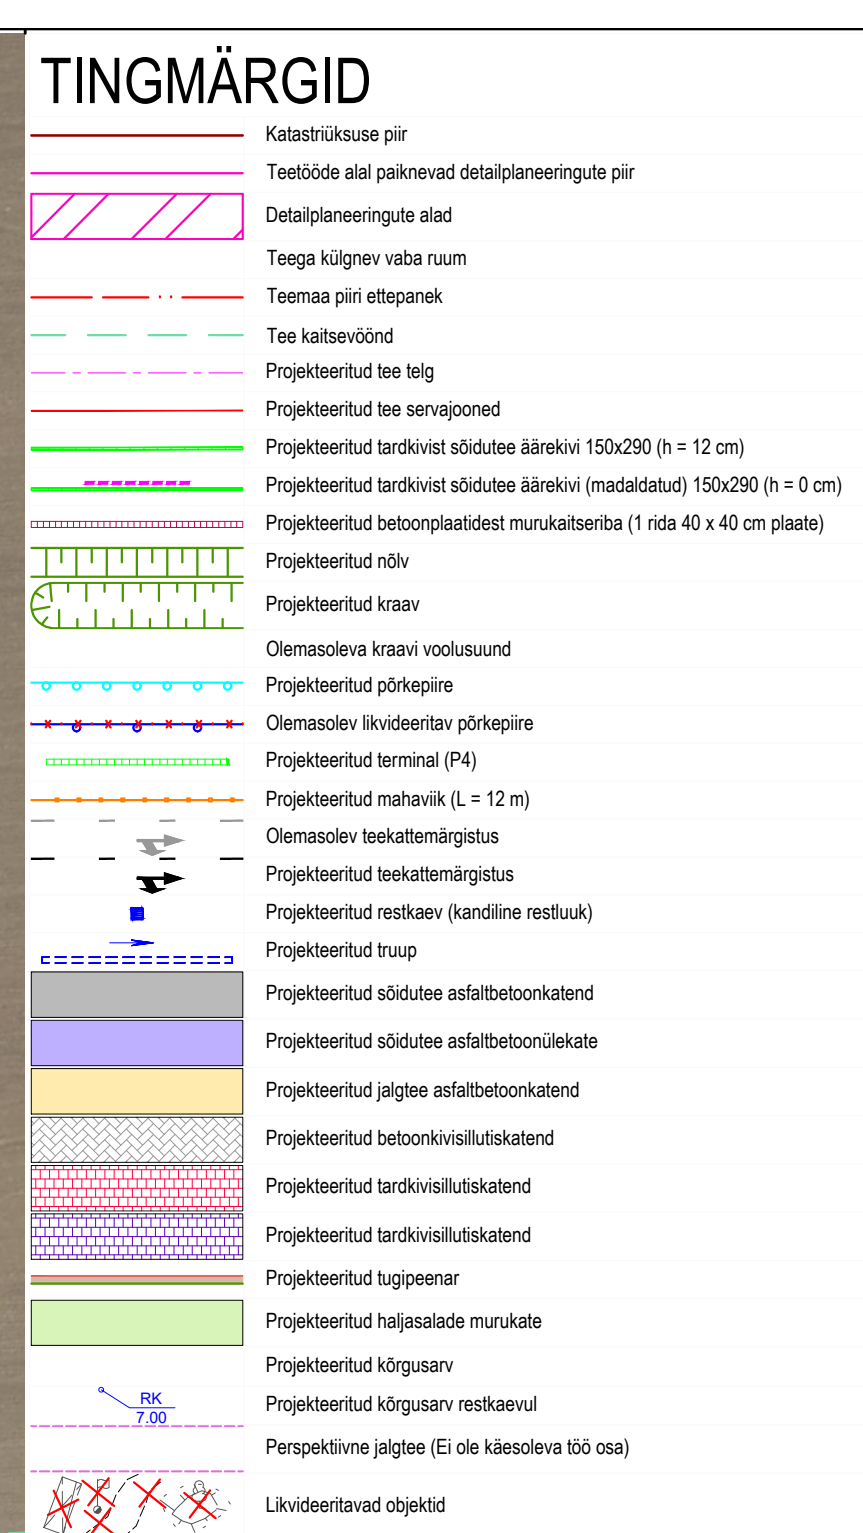 TINGMÄRGID
Katastriüksuse piir
Teetööde alal paiknevad detailplaneeringute piir
Detailplaneeringute alad
Teega külgnev vaba ruum
Teemaa piiri ettepanek
Tee kaitsevöönd
Projekteeritud tee telg
Projekteeritud tee servajooned
Projekteeritud tardkivist sõidutee äärekivi 150x290 (h = 12 cm)
Projekteeritud tardkivist sõidutee äärekivi (madaldatud) 150x290 (h = 0 cm)
Projekteeritud betoonplaatidest murukaitseriba (1 rida 40 x 40 cm plaate)
Projekteeritud nõlv
Projekteeritud kraav
Olemasoleva kraavi voolusuund
Projekteeritud põrkepiire
Olemasolev likvideeritav põrkepiire
Projekteeritud terminal (P4)
Projekteeritud mahaviik (L = 12 m)
Olemasolev teekattemärgistus
Projekteeritud teekattemärgistus
Projekteeritud restkaev (kandiline restluuk)
Projekteeritud truup
Projekteeritud sõidutee asfaltbetoonkatend
Projekteeritud sõidutee asfaltbetoonülekate
Projekteeritud jalgtee asfaltbetoonkatend
Projekteeritud betoonkivisillutiskatend
Projekteeritud tardkivisillutiskatend
Projekteeritud tardkivisillutiskatend
Projekteeritud tugipeenar
Projekteeritud haljasalade murukate
Projekteeritud kõrgusarv
RK
7.00
Projekteeritud kõrgusarv restkaevul
Perspektiivne jalgtee (Ei ole käesoleva töö osa)
Likvideeritavad objektid